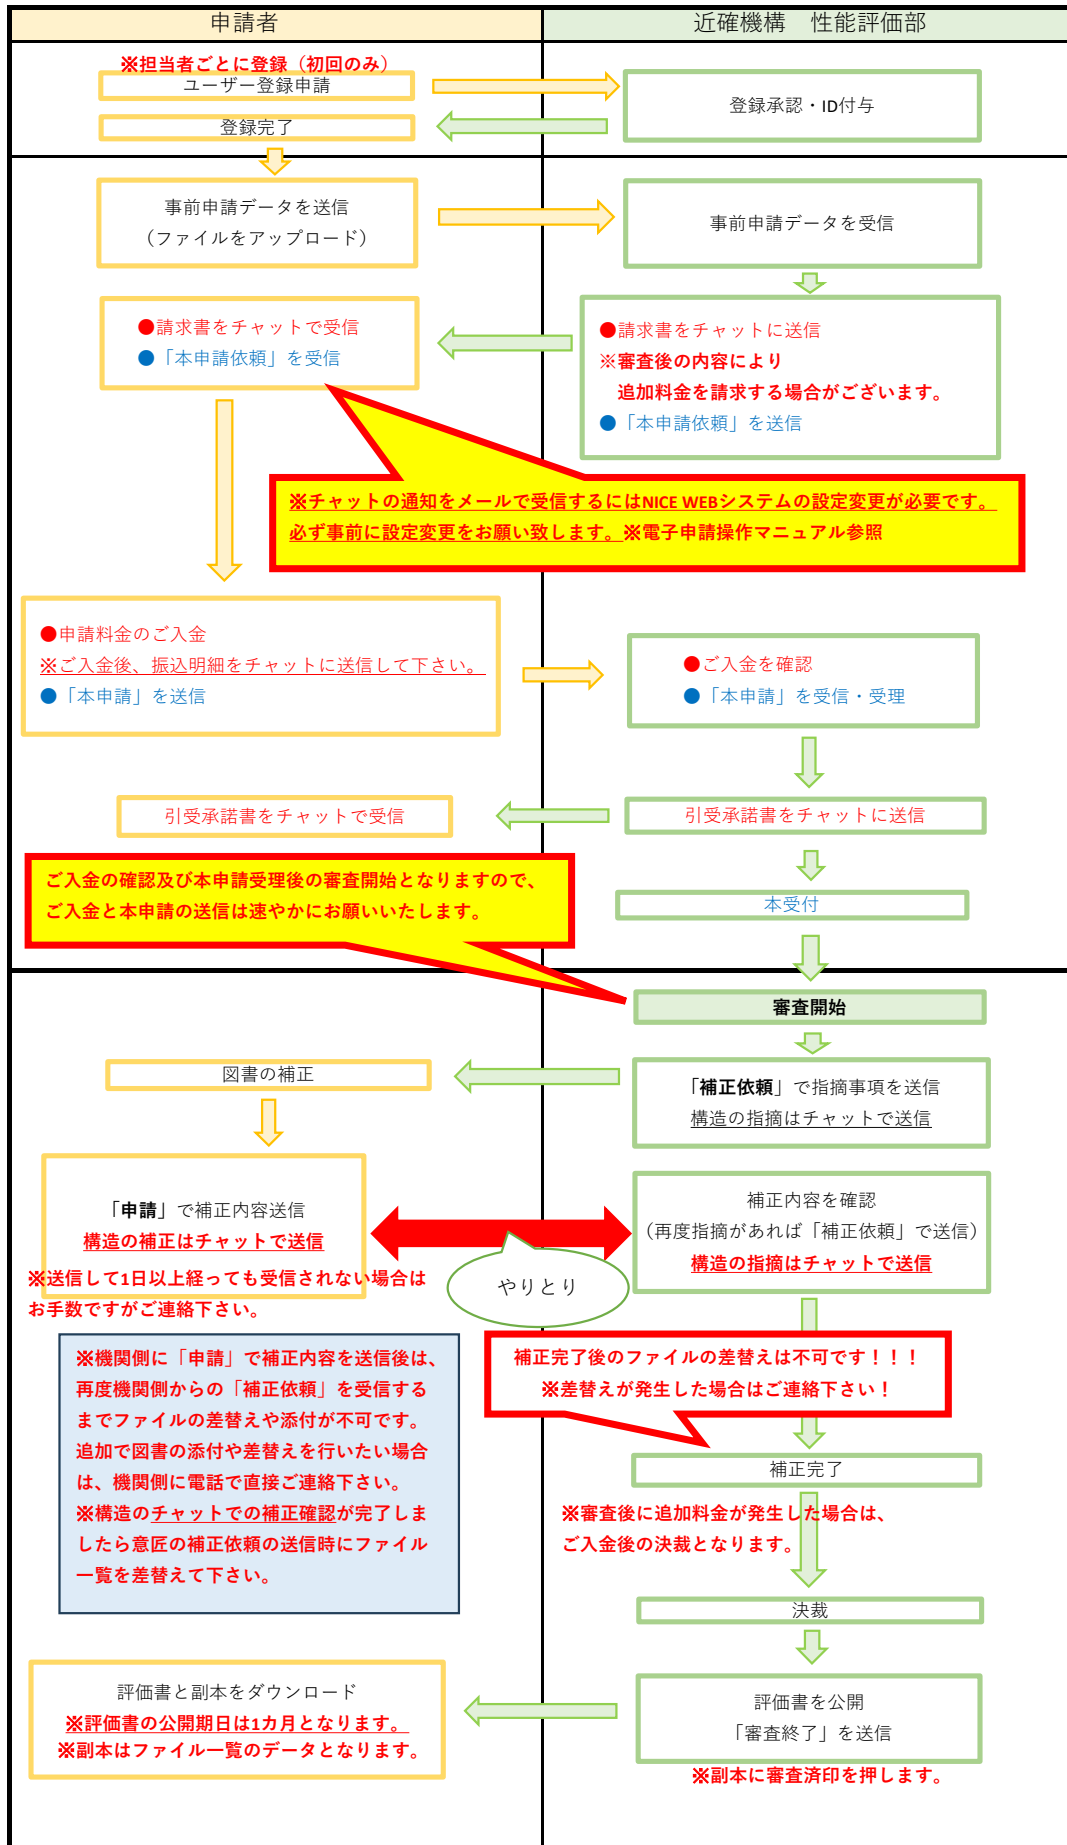 申請者
近確機構　性能評価部
※担当者ごとに登録（初回のみ）
ユーザー登録申請
登録承認・ID付与
登録完了
事前申請データを送信
（ファイルをアップロード）
事前申請データを受信
●請求書をチャットで受信
●「本申請依頼」を受信
●請求書をチャットに送信
※審査後の内容により
追加料金を請求する場合がございます。
●「本申請依頼」を送信
※チャットの通知をメールで受信するにはNICE WEBシステムの設定変更が必要です。
必ず事前に設定変更をお願い致します。※電子申請操作マニュアル参照
●申請料金のご入金
※ご入金後、振込明細をチャットに送信して下さい。
●「本申請」を送信
●ご入金を確認
●「本申請」を受信・受理
引受承諾書をチャットで受信
引受承諾書をチャットに送信
ご入金の確認及び本申請受理後の審査開始となりますので、
ご入金と本申請の送信は速やかにお願いいたします。
本受付
審査開始
図書の補正
「補正依頼」で指摘事項を送信
構造の指摘はチャットで送信
「申請」で補正内容送信
構造の補正はチャットで送信
※送信して1日以上経っても受信されない場合は
お手数ですがご連絡下さい。
やりとり
補正内容を確認
（再度指摘があれば「補正依頼」で送信）
構造の指摘はチャットで送信
※機関側に「申請」で補正内容を送信後は、
再度機関側からの「補正依頼」を受信する
までファイルの差替えや添付が不可です。
追加で図書の添付や差替えを行いたい場合
は、機関側に電話で直接ご連絡下さい。
※構造のチャットでの補正確認が完了しま
したら意匠の補正依頼の送信時にファイル
一覧を差替えて下さい。
補正完了後のファイルの差替えは不可です！！！
※差替えが発生した場合はご連絡下さい！
補正完了
※審査後に追加料金が発生した場合は、
ご入金後の決裁となります。
決裁
評価書と副本をダウンロード
※評価書の公開期日は1カ月となります。
※副本はファイル一覧のデータとなります。
評価書を公開
「審査終了」を送信
※副本に審査済印を押します。